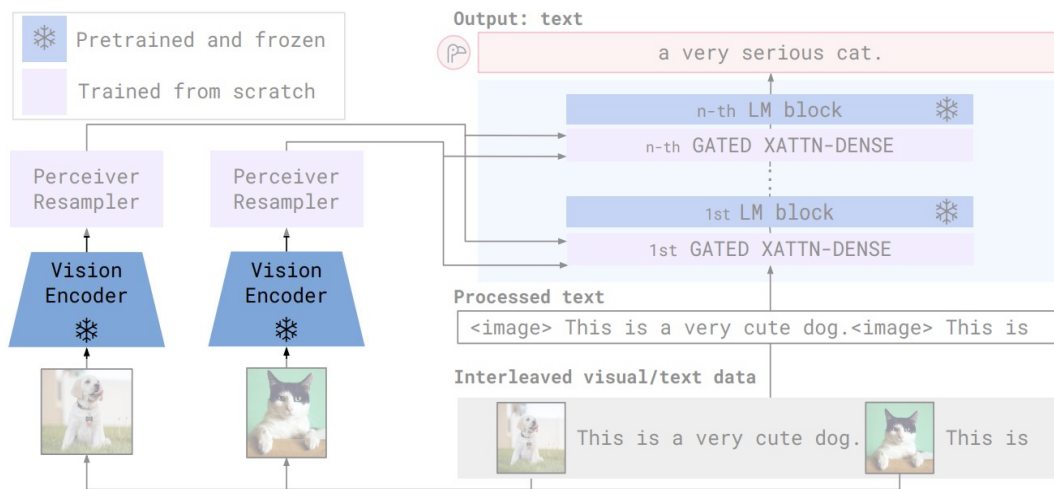 Pretrained and frozen
Trained from scratch
Output: text
a very serious cat.
n-th LM block
n-th GATED XATTN-DENSE
1st LM block
1st GATED XATTN-DENSE
Perceiver
Resampler
Perceiver
Resampler
Vision
Encoder
Vision
Encoder
Processed text
<image> This is a very cute dog.<image> This is
Interleaved visual/text data
This is a very cute dog.
This is